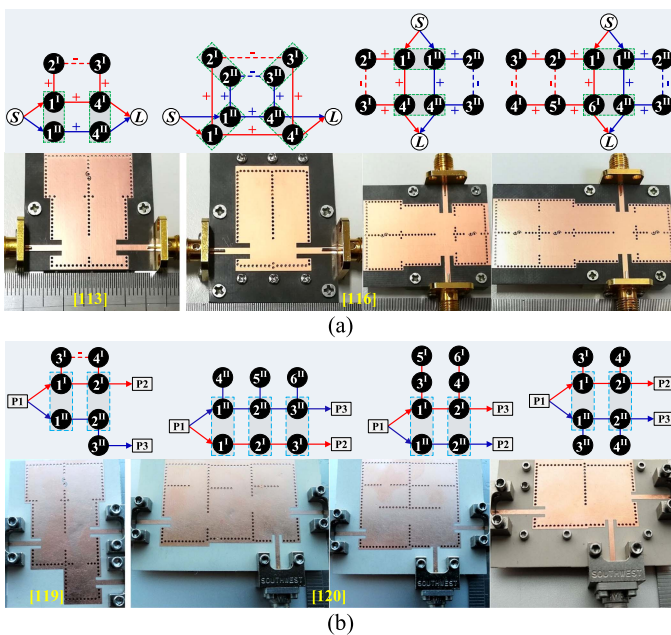 2I - 3I
+ +
1I + 4I
S L
1II + 4II
2I - 3I
2II - 3II
+ + + +
S L
1II + 4II
1I + 4I
S
2I + 1I 1II + 2II
- + + -
3I + 4I 4II + 3II
L
S
3I + 2I + 1I 1II + 2II
- + + -
4I + 5I + 6I 4II + 3II
L
[113]
[116]
(a)
3I - 4I
1I 2I P2
P1
1II 2II
3II P3
4II 5II 6II
1II 2II 3II P3
P1
1I 2I 3I P2
5I 6I
3I 4I
1I 2I P3
P1
1II 2II P2
3I 4I
1I 2I P2
P1
1II 2II P3
3II 4II
[119]
[120]
SOUTHWEST
SOUTHWEST
(b)